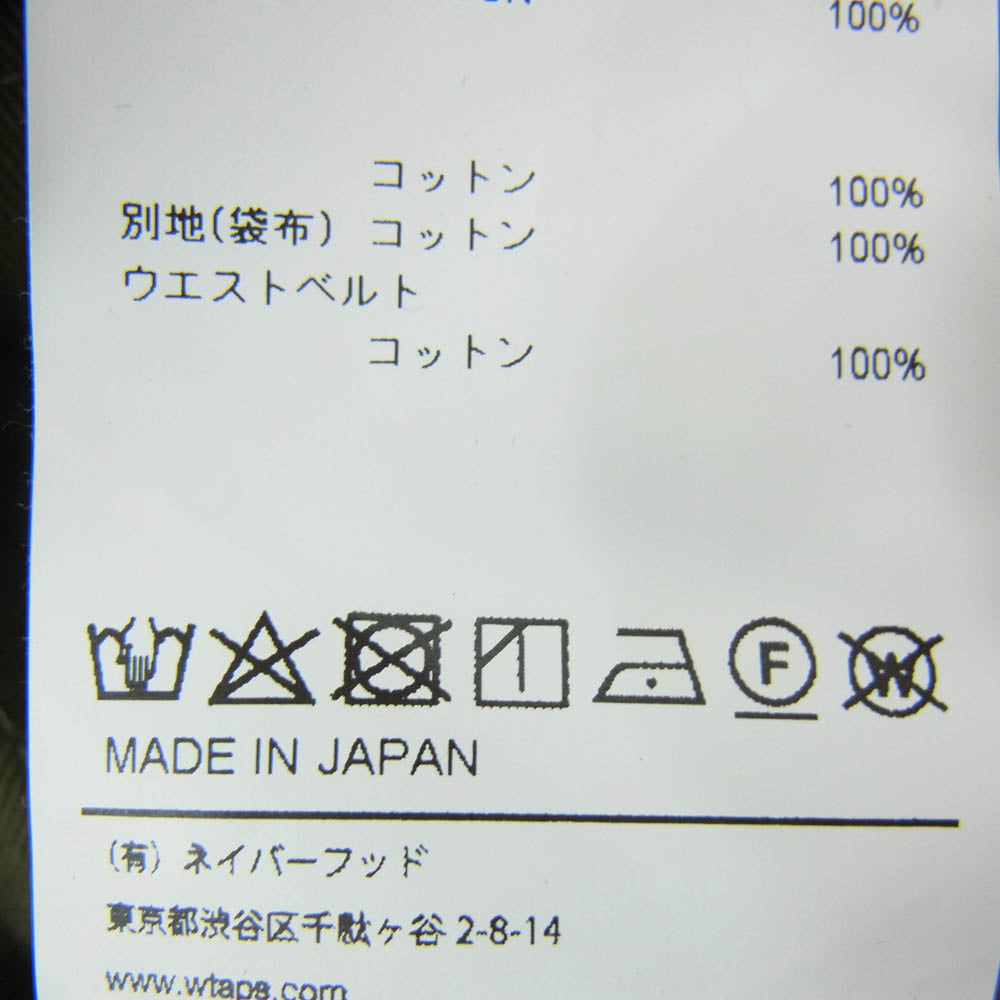 100%
コットン 100%
別地(袋布) コットン 100%
ウエストベルト
コットン 100%
F
W
MADE IN JAPAN
(有) ネイバーフッド
東京都渋谷区千駄ヶ谷 2-8-14
www.wtaps.com